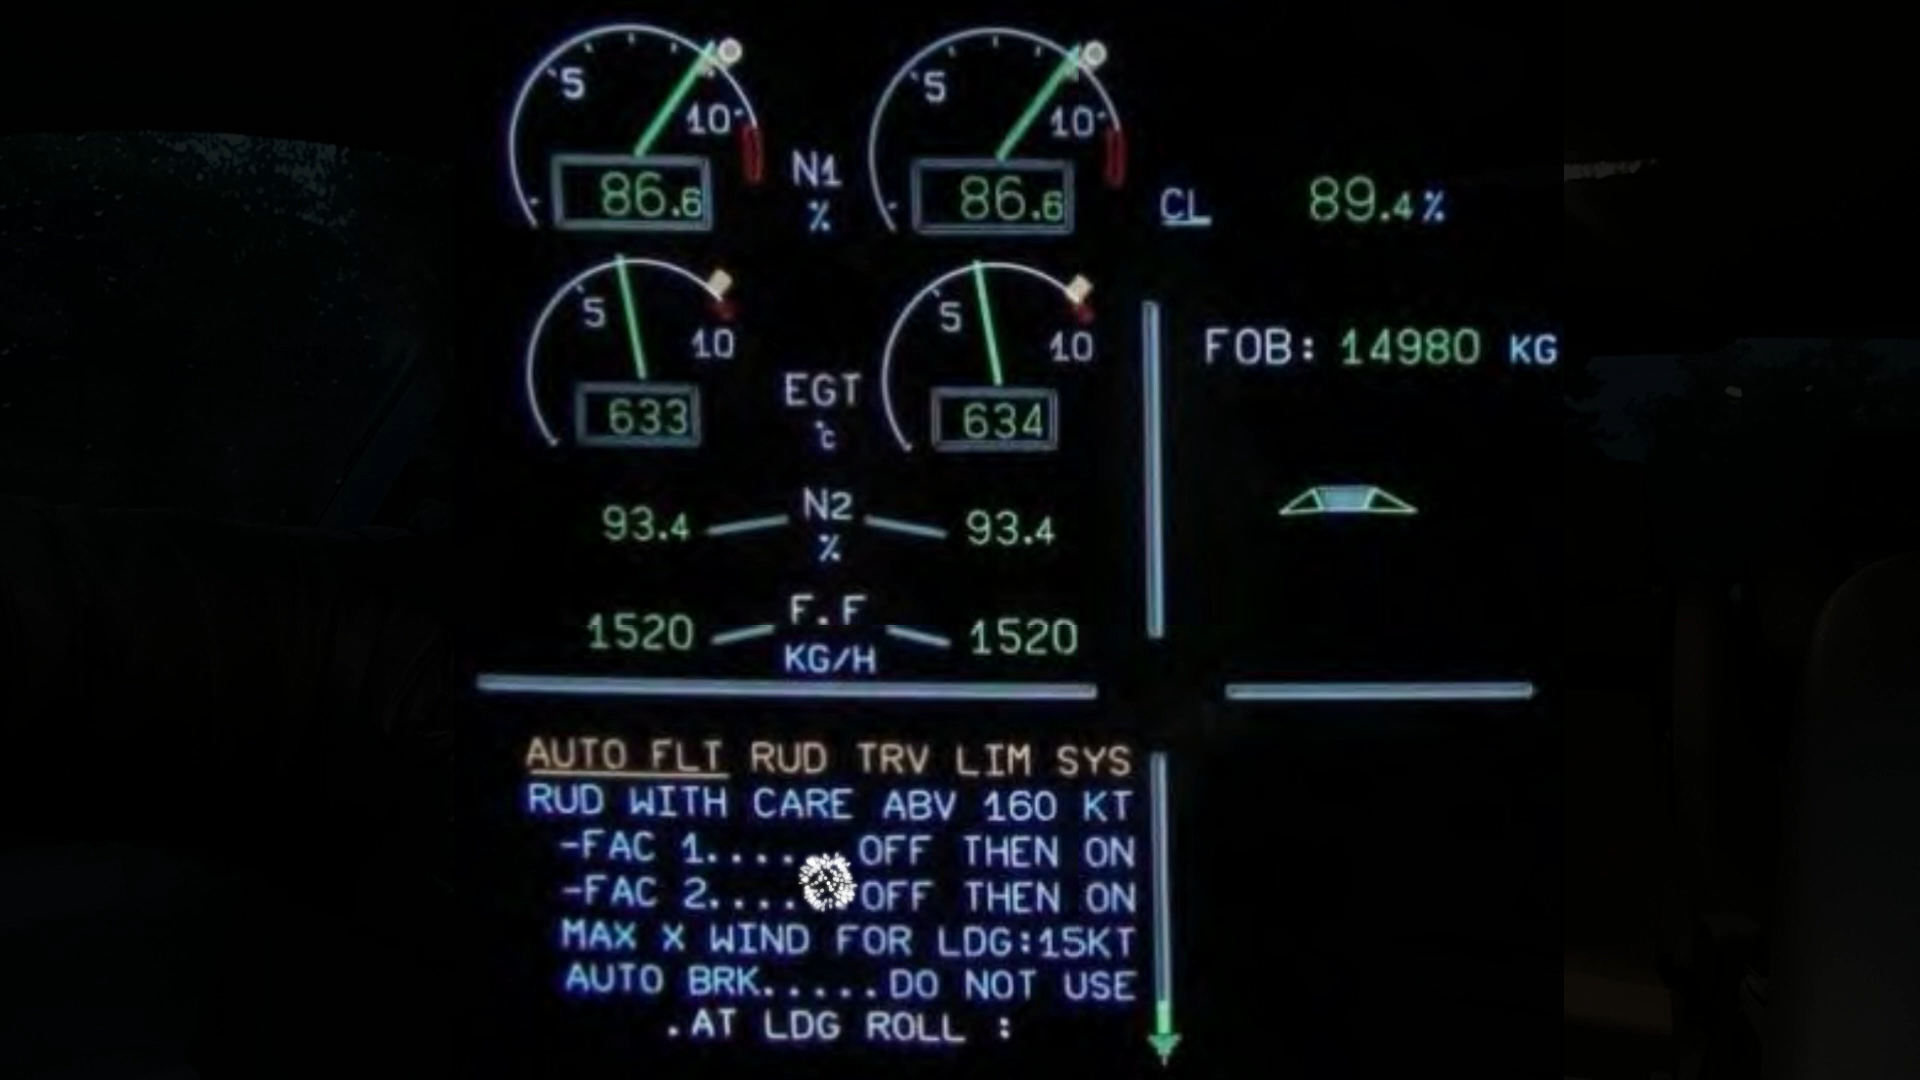 5 10 5 10
86.6 N1 % 86.6 CL 89.4%
5 10 5 10 FOB: 14980 KG
633 EGT °C 634
93.4 N2 % 93.4
1520 F.F 1520
KG/H
AUTO FLT RUD TRV LIM SYS
RUD WITH CARE ABV 160 KT
-FAC 1.....OFF THEN ON
-FAC 2.....OFF THEN ON
MAX X WIND FOR LDG:15KT
AUTO BRK.....DO NOT USE
.AT LDG ROLL :